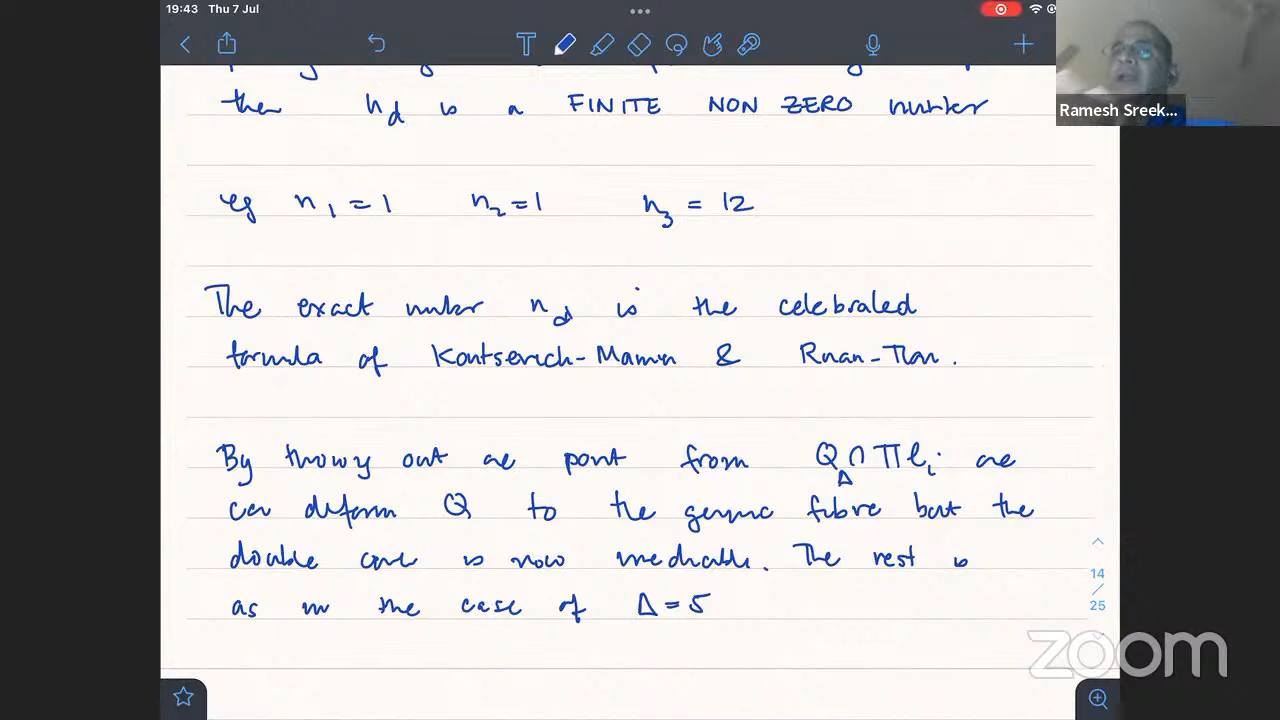 19:43 Thu 7 Jul
then n_d is a FINITE NON ZERO number
Ramesh Sreek...
eg n_1 = 1 n_2 = 1 n_3 = 12
The exact number n_d is the celebrated
formula of Kontsevich-Manin & Ruan-Tian.
By throwing out one point from Q_Δ ∩ Π l_i one
can deform Q to the generic fibre but the
double cover is now irreducible. The rest is
14
/
25
as in the case of Δ = 5
zoom